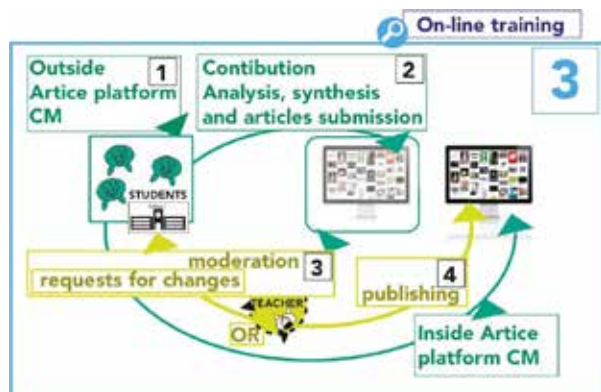 On-line training
3
Outside
Artice platform
CM
1
Contibution
Analysis, synthesis
and articles submission
2
STUDENTS
moderation
requests for changes
3
TEACHER
OR
4
publishing
Inside Artice
platform CM